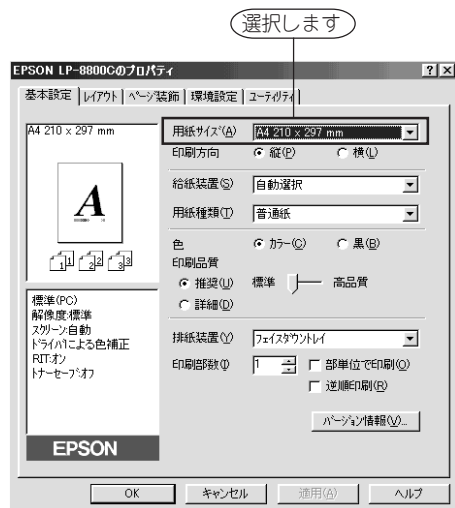 選択します
EPSON LP-8800Cのプロパティ
? ×
基本設定 レイアウト ページ装飾 環境設定 ユーティリティ
A4 210 x 297 mm
A
1 1 2 2 3 3
標準(PC)
解像度:標準
スクリーン:自動
ドライバによる色補正
RIT:オン
トナーセーブ:オフ
EPSON
用紙サイズ(A) A4 210 x 297 mm
印刷方向 縦(P) 横(L)
給紙装置(S) 自動選択
用紙種類(T) 普通紙
色 カラー(C) 黒(B)
印刷品質
推奨(U) 標準 高品質
詳細(D)
排紙装置(Y) フェイスダウントレイ
印刷部数(I) 1 部単位で印刷(O)
逆順印刷(R)
バージョン情報(V)...
OK キャンセル 適用(A) ヘルプ